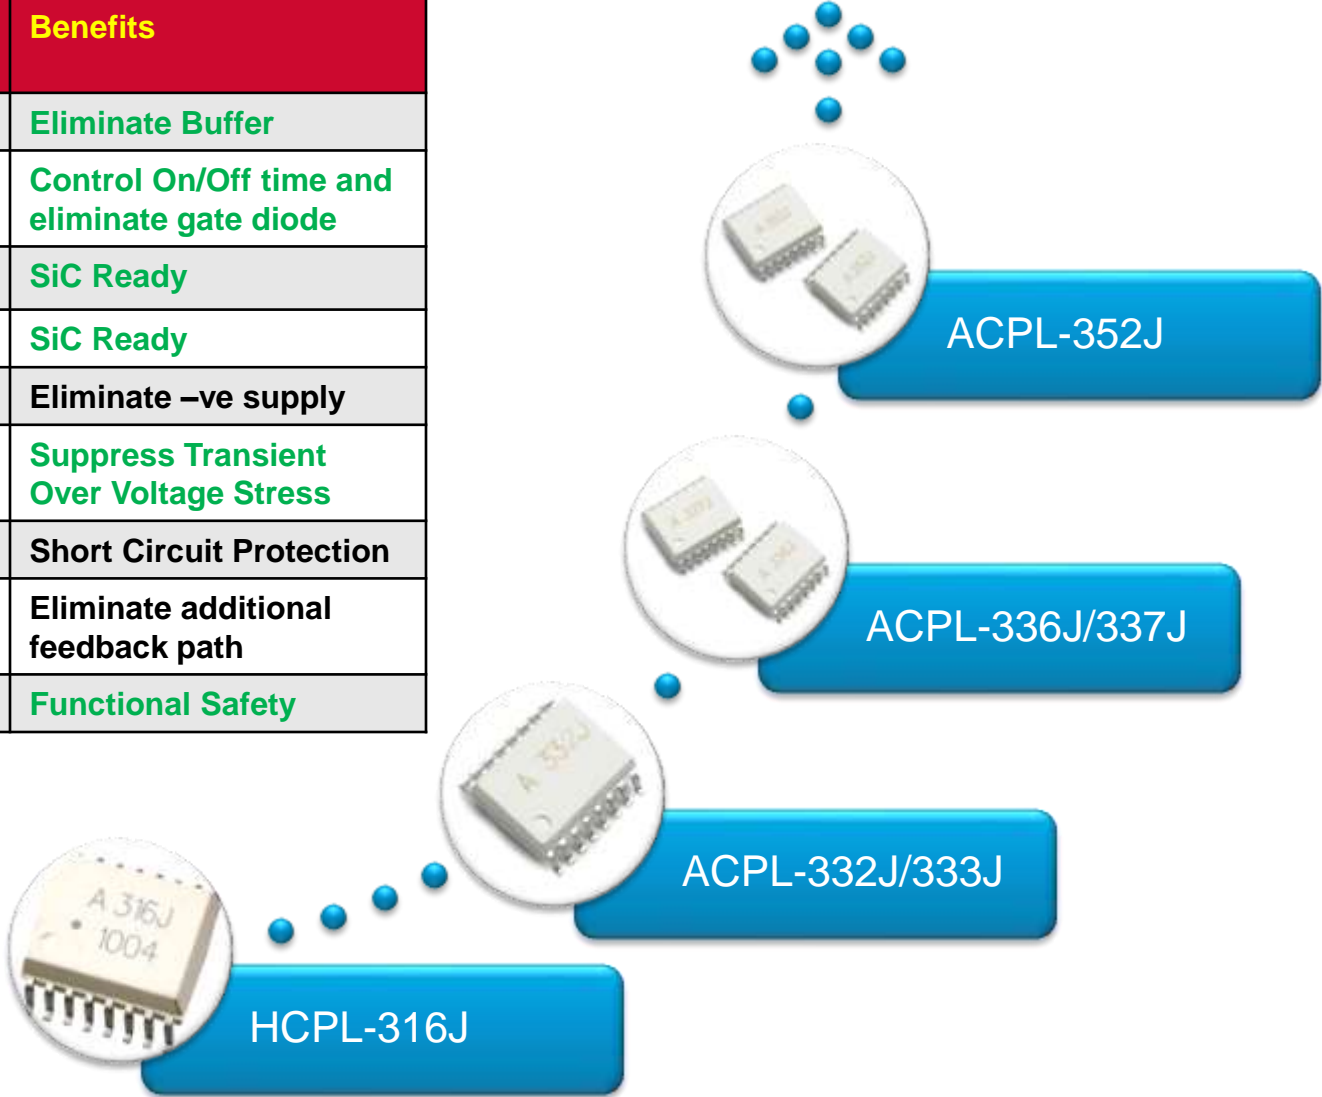 Benefits
Eliminate Buffer
Control On/Off time and
eliminate gate diode
SiC Ready
SiC Ready
Eliminate –ve supply
Suppress Transient
Over Voltage Stress
Short Circuit Protection
Eliminate additional
feedback path
Functional Safety
ACPL-352J
ACPL-336J/337J
A 332J
ACPL-332J/333J
A 316J
1004
HCPL-316J